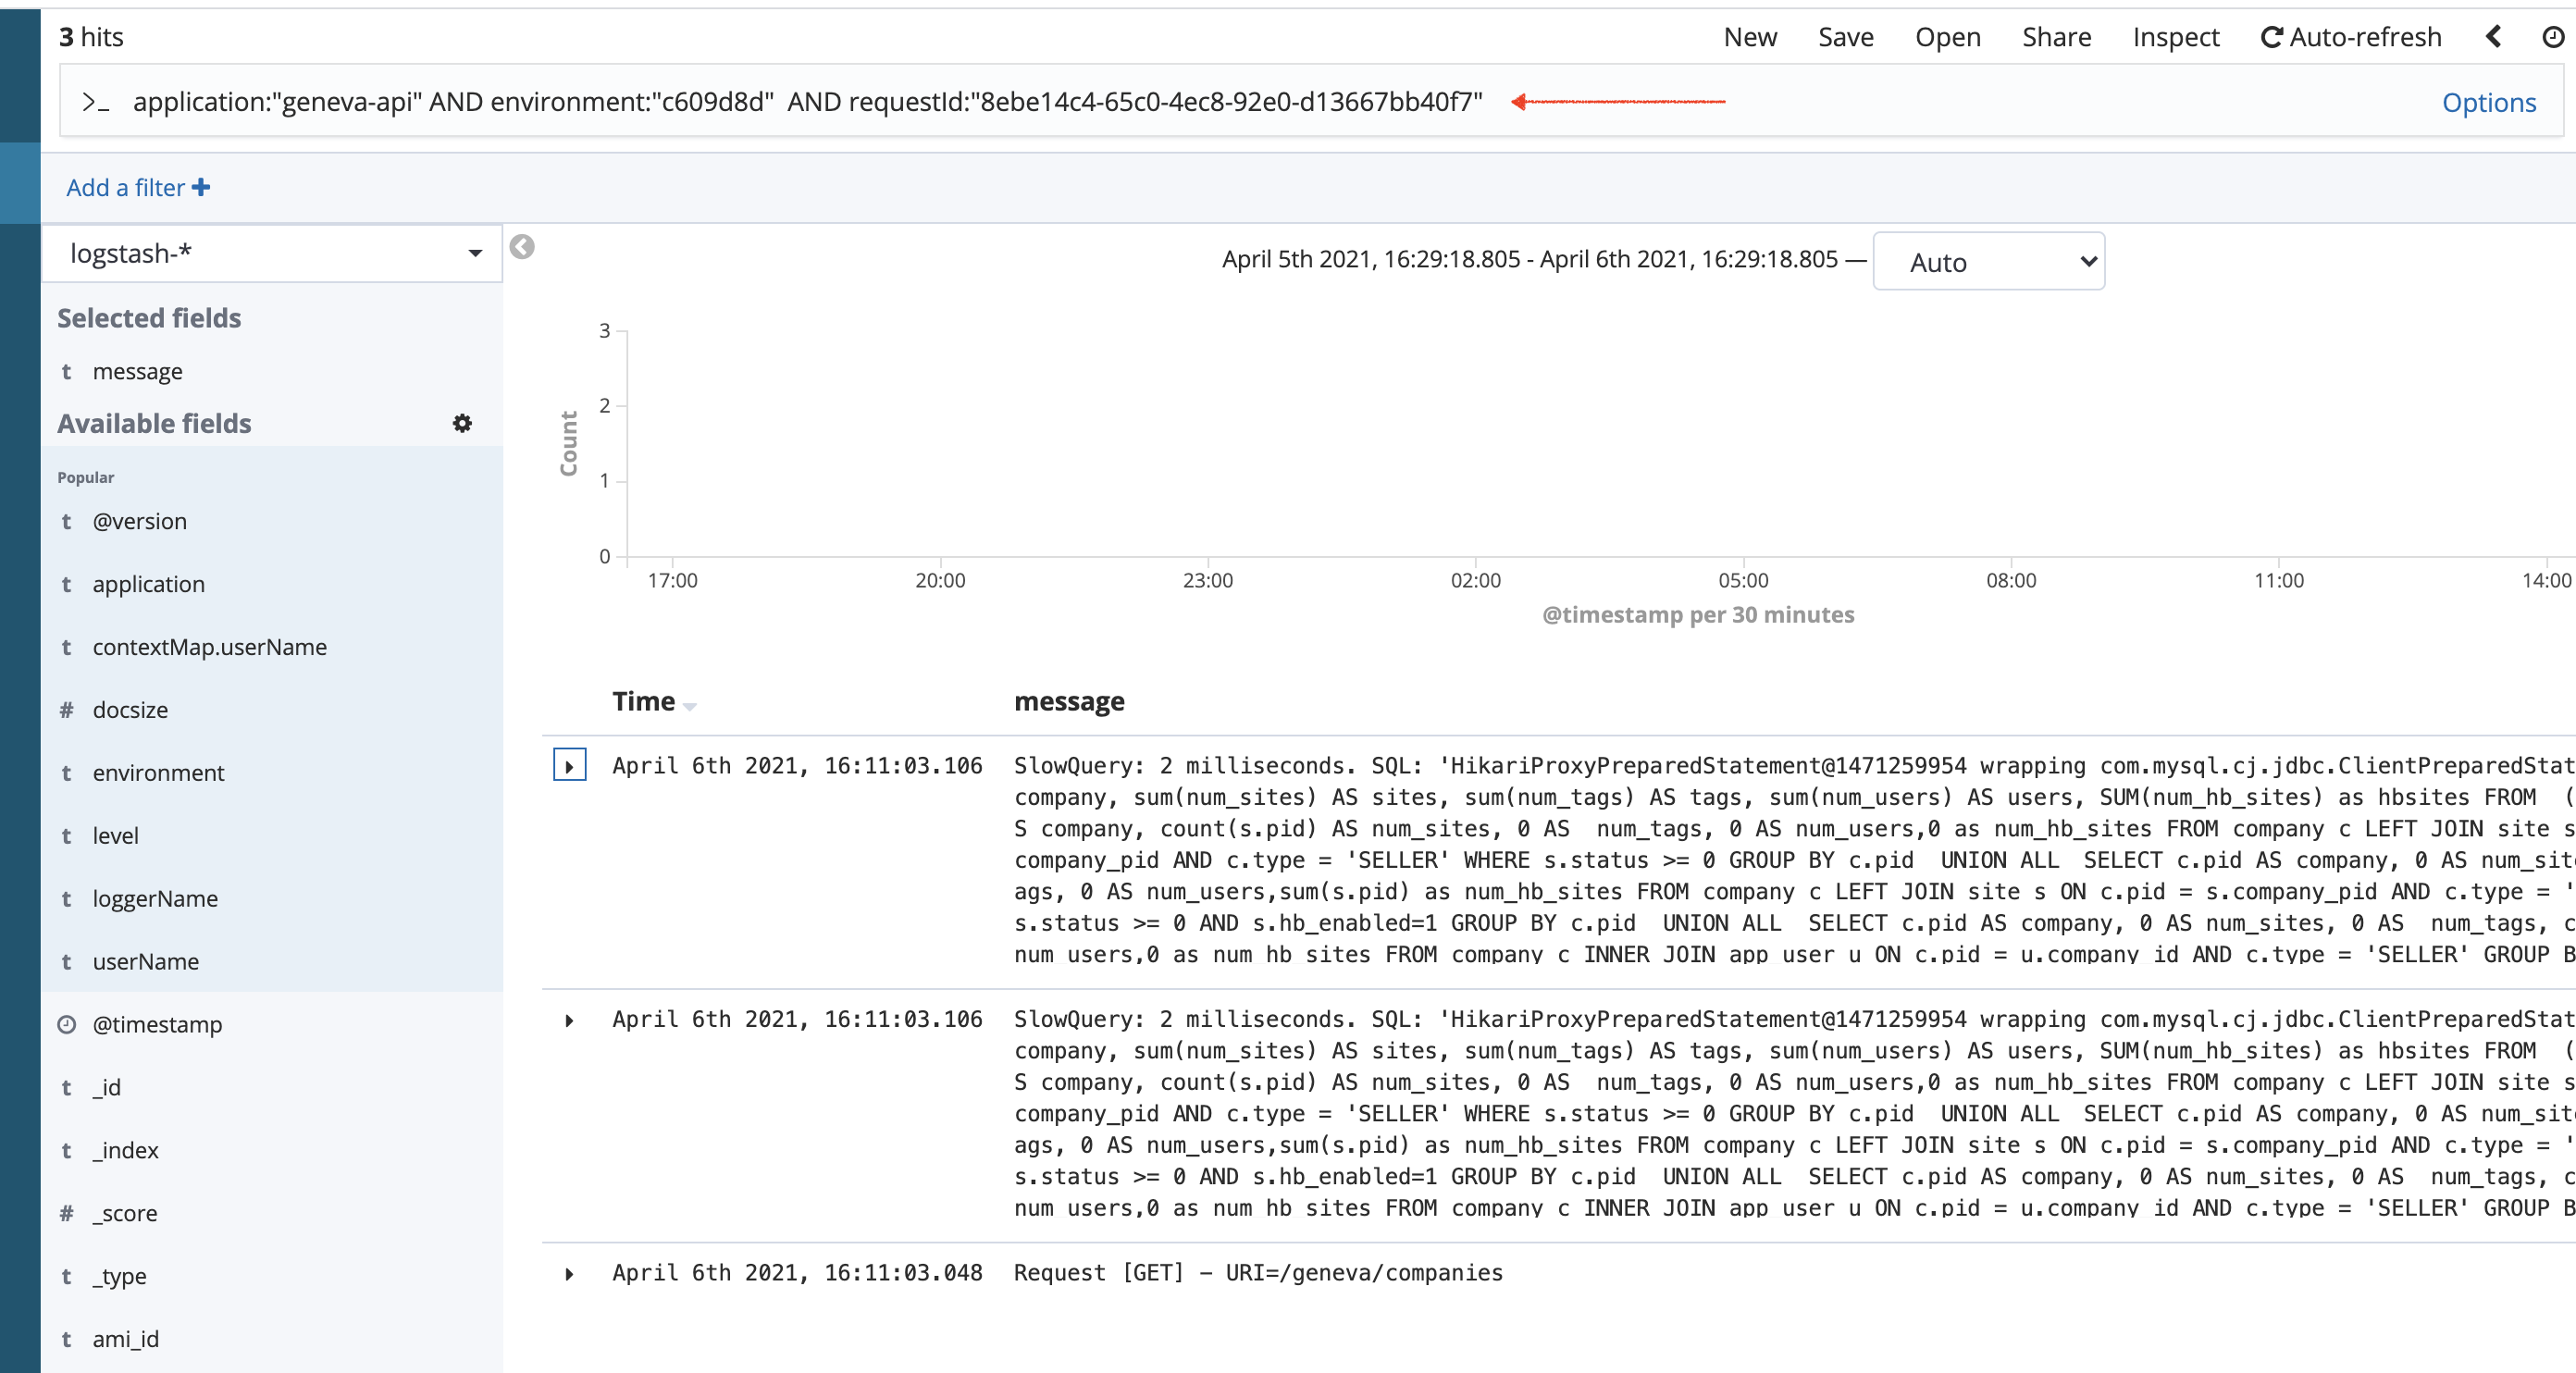 3 hits
New Save Open Share Inspect Auto-refresh
>_ application:"geneva-api" AND environment:"c609d8d"  AND requestId:"8ebe14c4-65c0-4ec8-92e0-d13667bb40f7"
Options
Add a filter +
logstash-*
Selected fields
t message
Available fields
Popular
t @version
t application
t contextMap.userName
# docsize
t environment
t level
t loggerName
t userName
@timestamp
t _id
t _index
# _score
t _type
t ami_id
April 5th 2021, 16:29:18.805 - April 6th 2021, 16:29:18.805 — Auto
Count
3
2
1
0
17:00 20:00 23:00 02:00 05:00 08:00 11:00 14:00
@timestamp per 30 minutes
Time message
April 6th 2021, 16:11:03.106 SlowQuery: 2 milliseconds. SQL: 'HikariProxyPreparedStatement@1471259954 wrapping com.mysql.cj.jdbc.ClientPreparedStat
company, sum(num_sites) AS sites, sum(num_tags) AS tags, sum(num_users) AS users, SUM(num_hb_sites) as hbsites FROM  (
S company, count(s.pid) AS num_sites, 0 AS  num_tags, 0 AS num_users,0 as num_hb_sites FROM company c LEFT JOIN site s
company_pid AND c.type = 'SELLER' WHERE s.status >= 0 GROUP BY c.pid  UNION ALL  SELECT c.pid AS company, 0 AS num_sit
ags, 0 AS num_users,sum(s.pid) as num_hb_sites FROM company c LEFT JOIN site s ON c.pid = s.company_pid AND c.type = '
s.status >= 0 AND s.hb_enabled=1 GROUP BY c.pid  UNION ALL  SELECT c.pid AS company, 0 AS num_sites, 0 AS  num_tags, c
num_users,0 as num_hb_sites FROM company c INNER JOIN app_user u ON c.pid = u.company_id AND c.type = 'SELLER' GROUP B
April 6th 2021, 16:11:03.106 SlowQuery: 2 milliseconds. SQL: 'HikariProxyPreparedStatement@1471259954 wrapping com.mysql.cj.jdbc.ClientPreparedStat
company, sum(num_sites) AS sites, sum(num_tags) AS tags, sum(num_users) AS users, SUM(num_hb_sites) as hbsites FROM  (
S company, count(s.pid) AS num_sites, 0 AS  num_tags, 0 AS num_users,0 as num_hb_sites FROM company c LEFT JOIN site s
company_pid AND c.type = 'SELLER' WHERE s.status >= 0 GROUP BY c.pid  UNION ALL  SELECT c.pid AS company, 0 AS num_sit
ags, 0 AS num_users,sum(s.pid) as num_hb_sites FROM company c LEFT JOIN site s ON c.pid = s.company_pid AND c.type = '
s.status >= 0 AND s.hb_enabled=1 GROUP BY c.pid  UNION ALL  SELECT c.pid AS company, 0 AS num_sites, 0 AS  num_tags, c
num_users,0 as num_hb_sites FROM company c INNER JOIN app_user u ON c.pid = u.company_id AND c.type = 'SELLER' GROUP B
April 6th 2021, 16:11:03.048 Request [GET] – URI=/geneva/companies